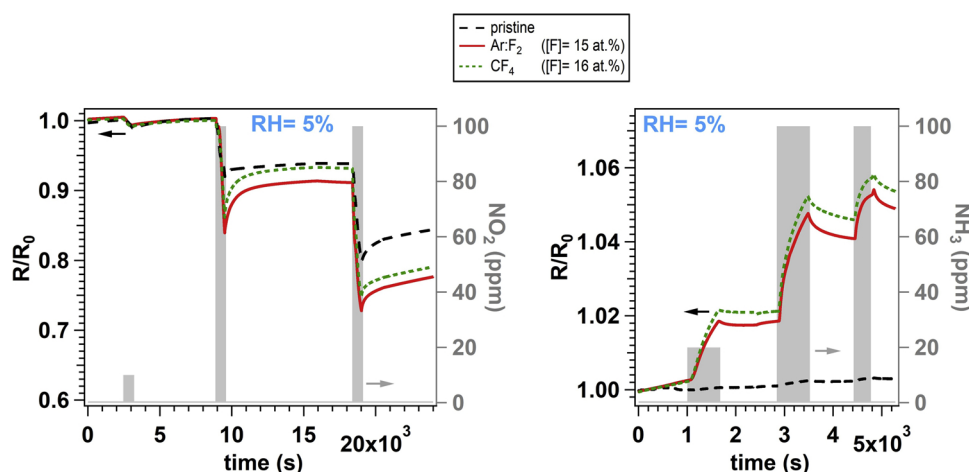 pristine
Ar:F₂ ([F]= 15 at.%)
CF₄ ([F]= 16 at.%)
RH= 5%
1.0
0.9
0.8
0.7
0.6
R/R₀
100
80
60
40
20
0
NO₂ (ppm)
0 5 10 15 20x10³
time (s)
RH= 5%
1.06
1.04
1.02
1.00
R/R₀
100
80
60
40
20
0
NH₃ (ppm)
0 1 2 3 4 5x10³
time (s)